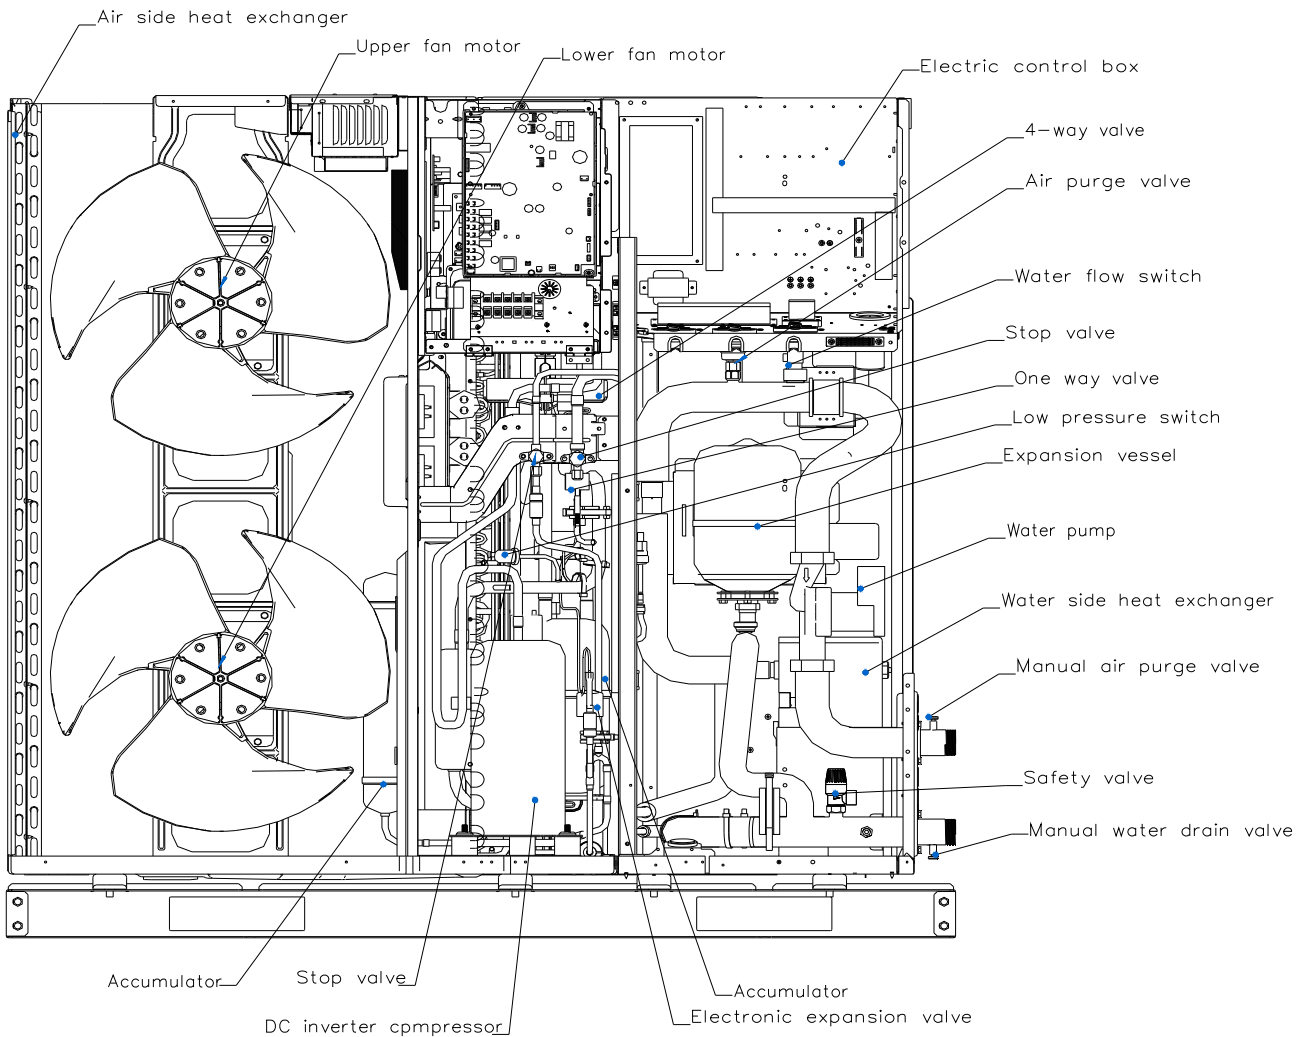 Air side heat exchanger
Upper fan motor
Lower fan motor
Electric control box
4-way valve
Air purge valve
Water flow switch
Stop valve
One way valve
Low pressure switch
Expansion vessel
Water pump
Water side heat exchanger
Manual air purge valve
Safety valve
Manual water drain valve
Accumulator
Stop valve
Accumulator
Electronic expansion valve
DC inverter cpmpressor